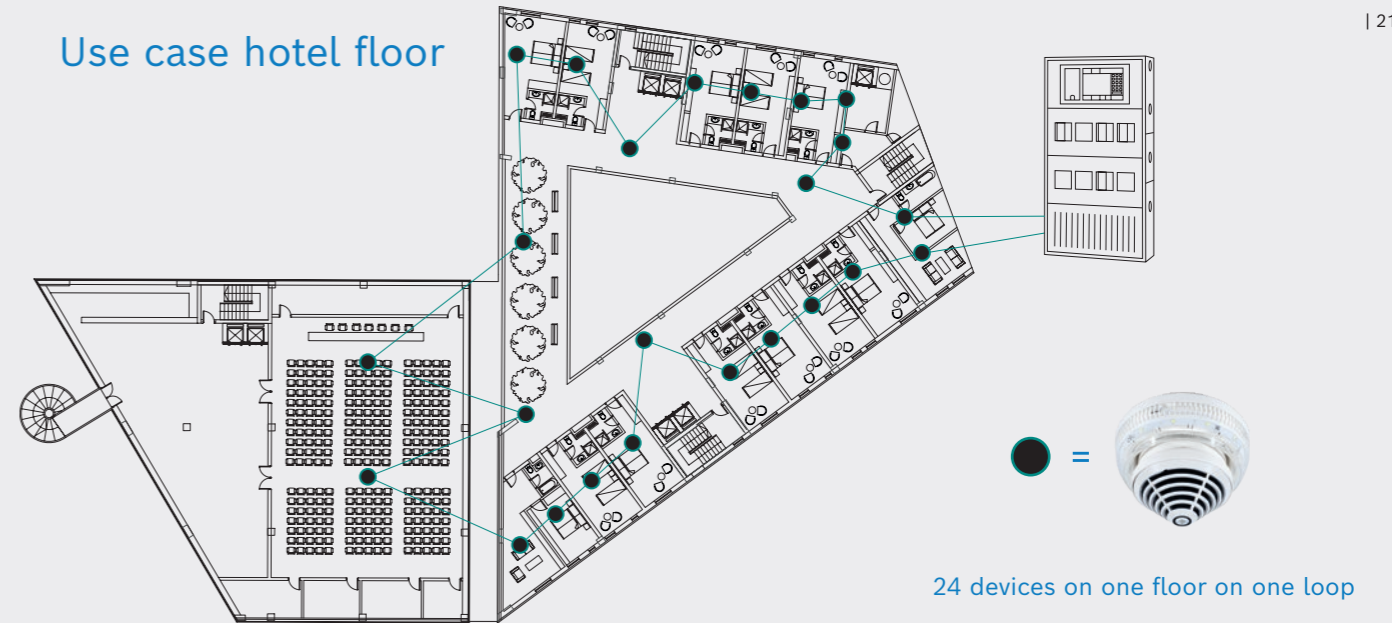 Use case hotel floor
| 21
=
24 devices on one floor on one loop